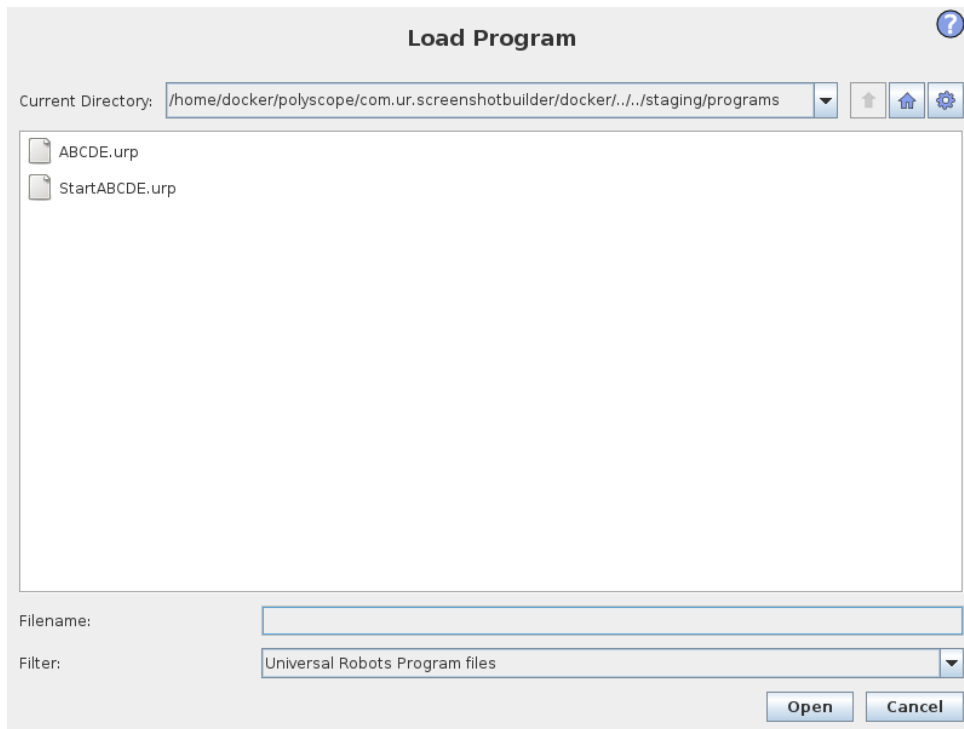 Load Program
?
Current Directory: /home/docker/polyscope/com.ur.screenshotbuilder/docker/../../staging/programs
ABCDE.urp
StartABCDE.urp
Filename:
Filter: Universal Robots Program files
Open Cancel